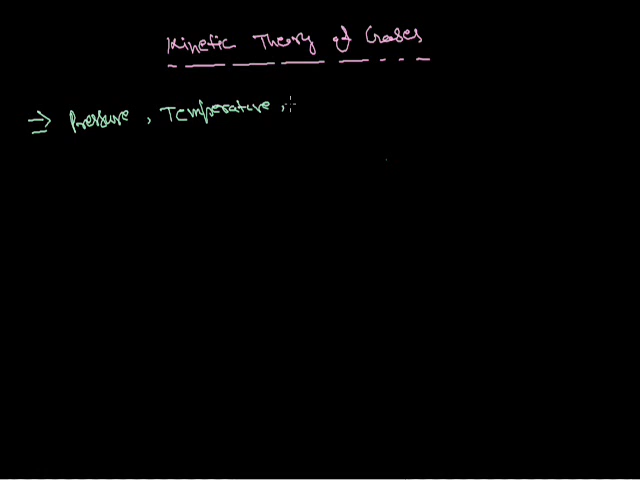 Kinetic Theory of Gases
⇒ Pressure, Temperature,